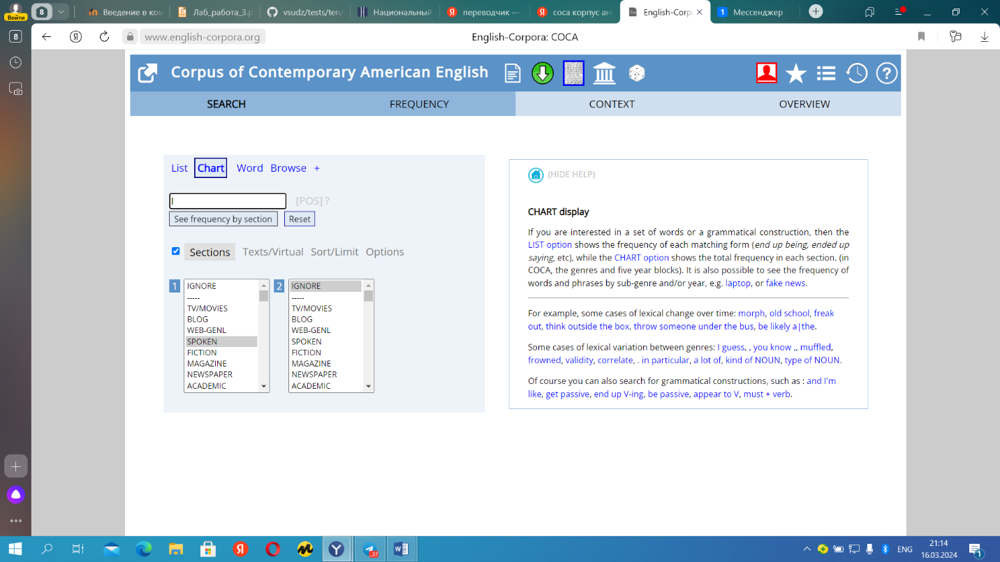 8
Введение в ком
Лаб_работа_3.p
vsudz/tests/ten
Национальный
переводчик —
соса корпус ан
English-Corp
1 Мессенджер
Войти
8
www.english-corpora.org
English-Corpora: COCA
Corpus of Contemporary American English
SEARCH FREQUENCY CONTEXT OVERVIEW
List Chart Word Browse +
[POS] ?
See frequency by section Reset
Sections Texts/Virtual Sort/Limit Options
1 IGNORE
-----
TV/MOVIES
BLOG
WEB-GENL
SPOKEN
FICTION
MAGAZINE
NEWSPAPER
ACADEMIC
2 IGNORE
-----
TV/MOVIES
BLOG
WEB-GENL
SPOKEN
FICTION
MAGAZINE
NEWSPAPER
ACADEMIC
(HIDE HELP)
CHART display
If you are interested in a set of words or a grammatical construction, then the
LIST option shows the frequency of each matching form (end up being, ended up
saying, etc), while the CHART option shows the total frequency in each section. (in
COCA, the genres and five year blocks). It is also possible to see the frequency of
words and phrases by sub-genre and/or year, e.g. laptop, or fake news.
For example, some cases of lexical change over time: morph, old school, freak
out, think outside the box, throw someone under the bus, be likely a|the.
Some cases of lexical variation between genres: I guess, , you know ,, muffled,
frowned, validity, correlate, . in particular, a lot of, kind of NOUN, type of NOUN.
Of course you can also search for grammatical constructions, such as : and I'm
like, get passive, end up V-ing, be passive, appear to V, must + verb.
37
ENG
21:14
16.03.2024
1